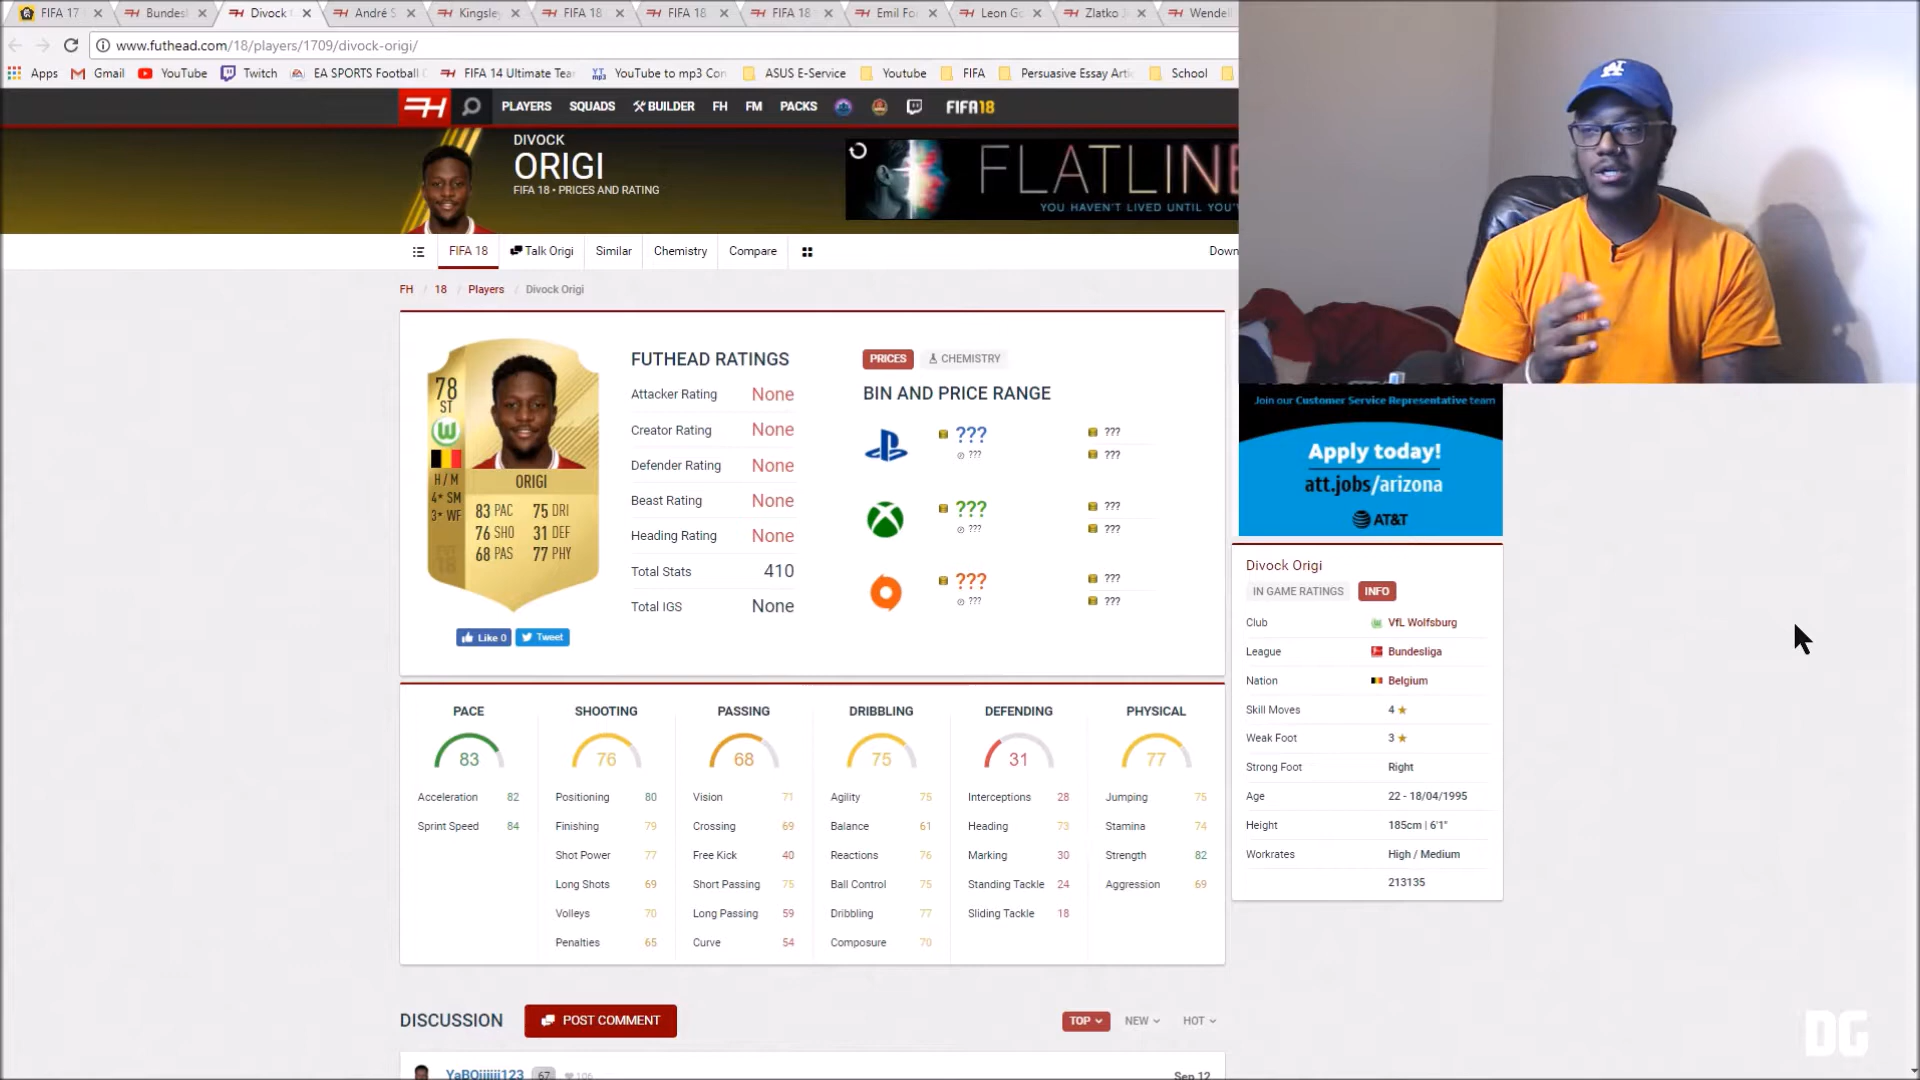 FIFA 17
Bundesl
Divock
André S
Kingsley
FIFA 18
FIFA 18
FIFA 18
Emil Fo
Leon Go
Zlatko J
Wendell
www.futhead.com/18/players/1709/divock-origi/
Apps
Gmail
YouTube
Twitch
EA SPORTS Football
FIFA 14 Ultimate Tea
YouTube to mp3 Con
ASUS E-Service
Youtube
FIFA
Persuasive Essay Artic
School
PLAYERS
SQUADS
BUILDER
FH
FM
PACKS
FIFA18
DIVOCK
ORIGI
FIFA 18 • PRICES AND RATING
FLATLINE
YOU HAVEN'T LIVED UNTIL YOU'
FIFA 18
Talk Origi
Similar
Chemistry
Compare
Down
FH / 18 / Players / Divock Origi
78
ST
H / M
4* SM
3* WF
ORIGI
83 PAC 75 DRI
76 SHO 31 DEF
68 PAS 77 PHY
Like 0
Tweet
FUTHEAD RATINGS
Attacker Rating None
Creator Rating None
Defender Rating None
Beast Rating None
Heading Rating None
Total Stats 410
Total IGS None
PRICES
CHEMISTRY
BIN AND PRICE RANGE
??? ???
??? ???
??? ???
??? ???
??? ???
??? ???
Join our Customer Service Representative team
Apply today!
att.jobs/arizona
AT&T
Divock Origi
IN GAME RATINGS
INFO
Club VfL Wolfsburg
League Bundesliga
Nation Belgium
Skill Moves 4
Weak Foot 3
Strong Foot Right
Age 22 - 18/04/1995
Height 185cm | 6'1"
Workrates High / Medium
213135
PACE
83
Acceleration 82
Sprint Speed 84
SHOOTING
76
Positioning 80
Finishing 79
Shot Power 77
Long Shots 69
Volleys 70
Penalties 65
PASSING
68
Vision 71
Crossing 69
Free Kick 40
Short Passing 75
Long Passing 59
Curve 54
DRIBBLING
75
Agility 75
Balance 61
Reactions 76
Ball Control 75
Dribbling 77
Composure 70
DEFENDING
31
Interceptions 28
Heading 73
Marking 30
Standing Tackle 24
Sliding Tackle 18
PHYSICAL
77
Jumping 75
Stamina 74
Strength 82
Aggression 69
DISCUSSION
POST COMMENT
TOP
NEW
HOT
YaBOiiiiiii123 67 106
Sep 12
DG